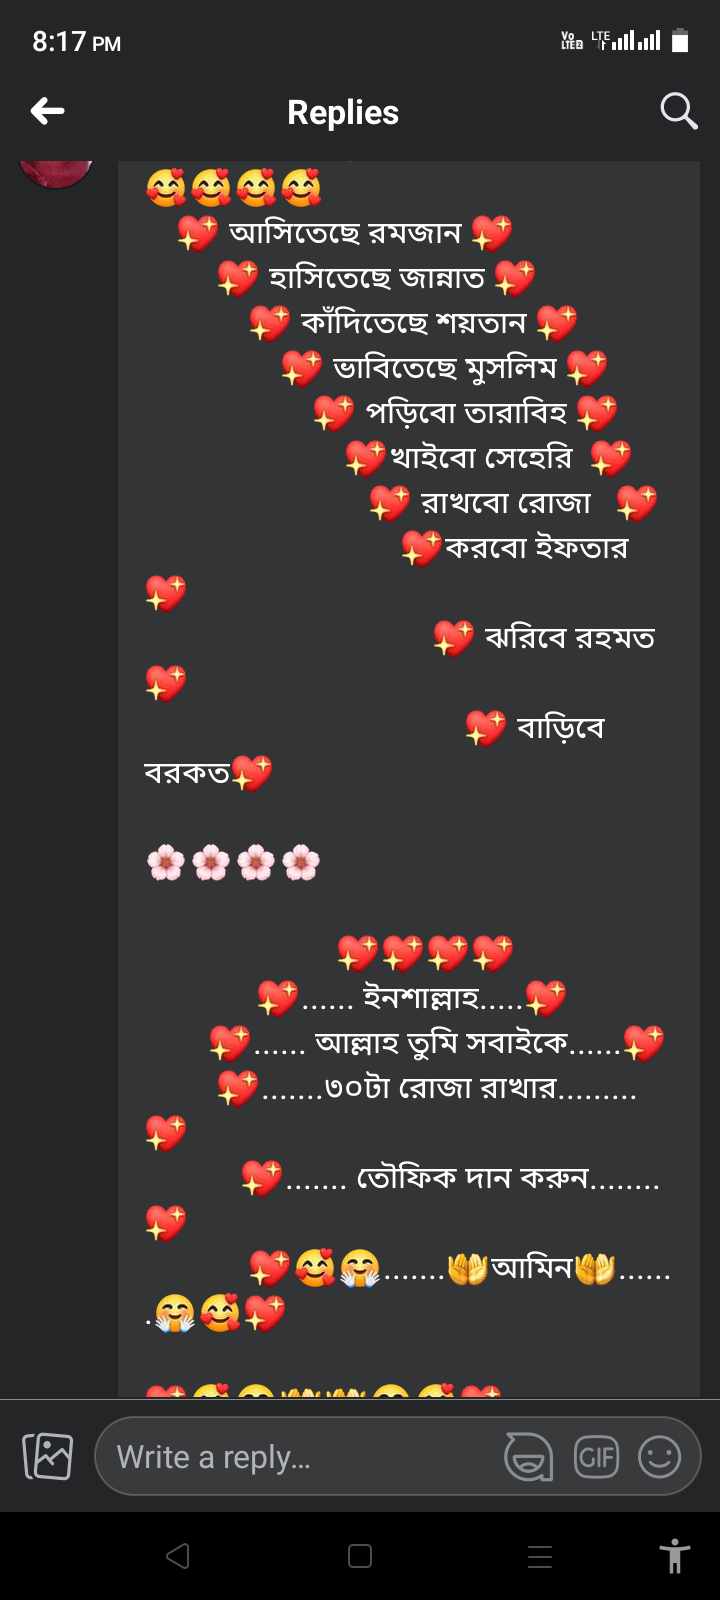 8:17 PM
Replies
🥰🥰🥰🥰
💖 আসিতেছে রমজান 💖
💖 হাসিতেছে জান্নাত 💖
💖 কাঁদিতেছে শয়তান 💖
💖 ভাবিতেছে মুসলিম 💖
💖 পড়িবো তারাবিহ 💖
💖খাইবো সেহেরি 💖
💖 রাখবো রোজা 💖
💖করবো ইফতার
💖
💖 ঝরিবে রহমত
💖
💖 বাড়িবে
বরকত💖
🌸🌸🌸🌸
💖💖💖💖
💖...... ইনশাল্লাহ.....💖
💖...... আল্লাহ তুমি সবাইকে......💖
💖.......৩০টা রোজা রাখার.........
💖
💖....... তৌফিক দান করুন........
💖
💖🥰🤗.......🤲আমিন🤲......
.🤗🥰💖
Write a reply...
GIF